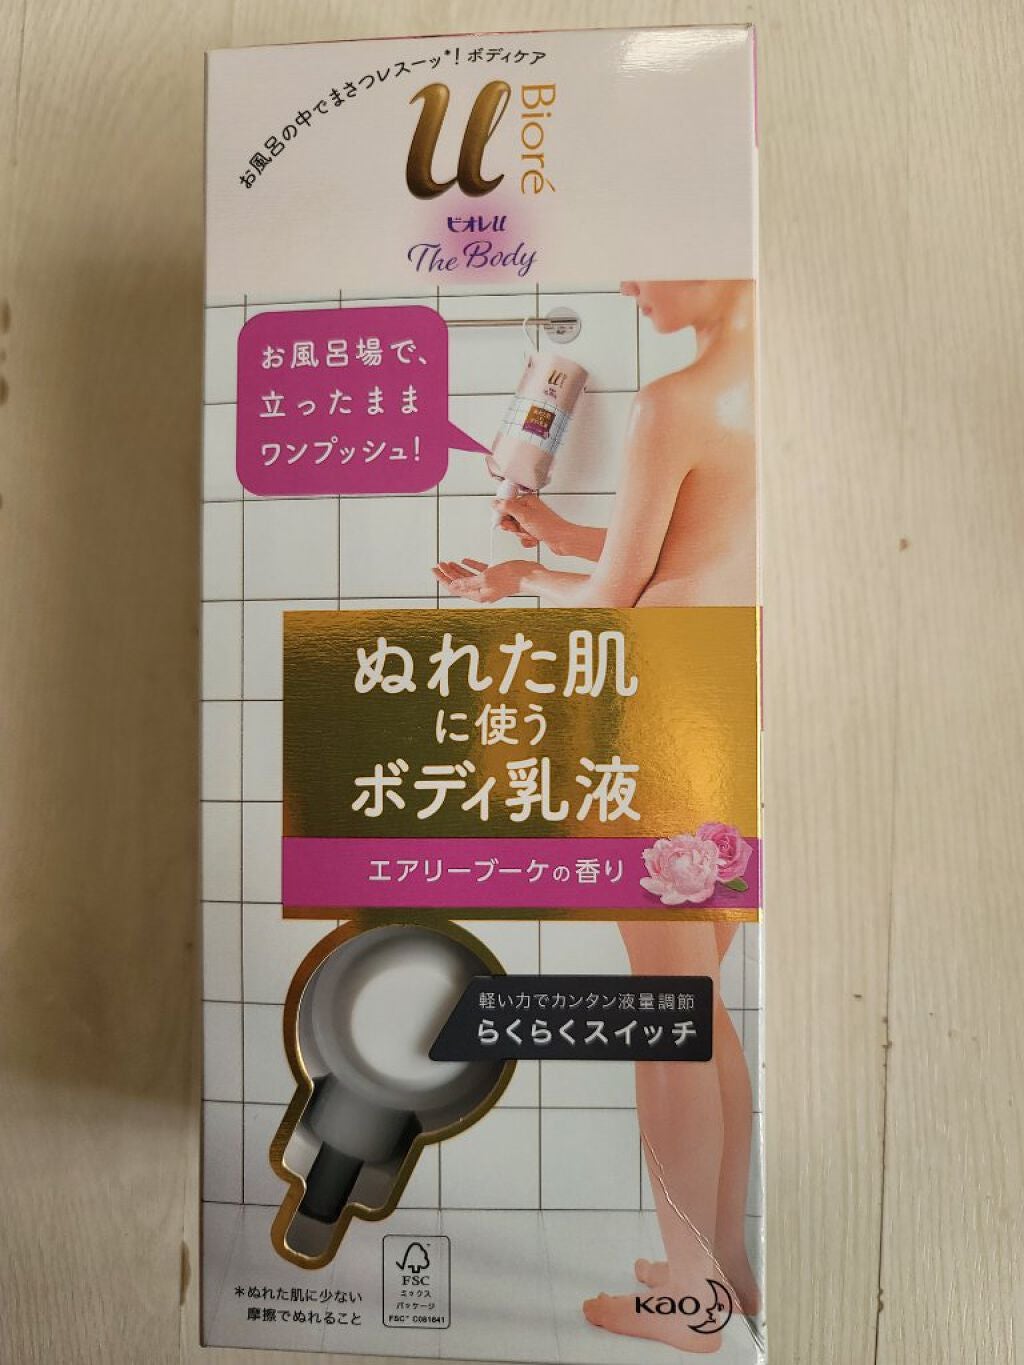 お風呂の中でまさつレスーッ*！ボディケア
u
Bioré
ビオレu
The Body
お風呂場で、
立ったまま
ワンプッシュ！
ぬれた肌
に使う
ボディ乳液
エアリーブーケの香り
軽い力でカンタン液量調節
らくらくスイッチ
*ぬれた肌に少ない
摩擦でぬれること
FSC
ミックス
パッケージ
FSC™ C081841
Kao